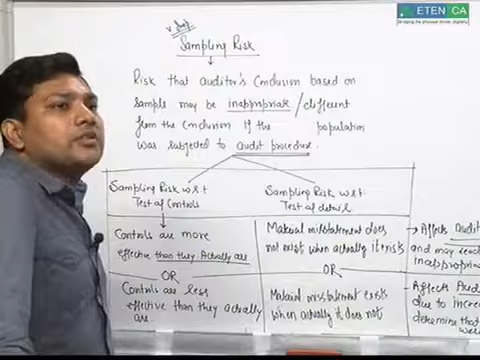 v. Imp
Sampling Risk
Risk that auditor's Conclusion based on
sample may be inappropriate / different
from the Conclusion if the population
was subjected to audit procedure.
Sampling Risk w.r.t
Test of Controls
Sampling Risk w.r.t.
Test of detail
Controls are more
effective than they Actually are
OR
Controls are less
effective than they actually
are.
Material misstatement does
not exist when actually it exists
OR
Material misstatement exists
when actually it does not
→ Affects audit
and may
inappropria
→ Affects Aud
due to incre
determine that
ETEN CA